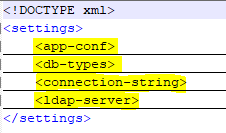 <!DOCTYPE xml>
<settings>
<app-conf>
<db-types>
<connection-string>
<ldap-server>
</settings>